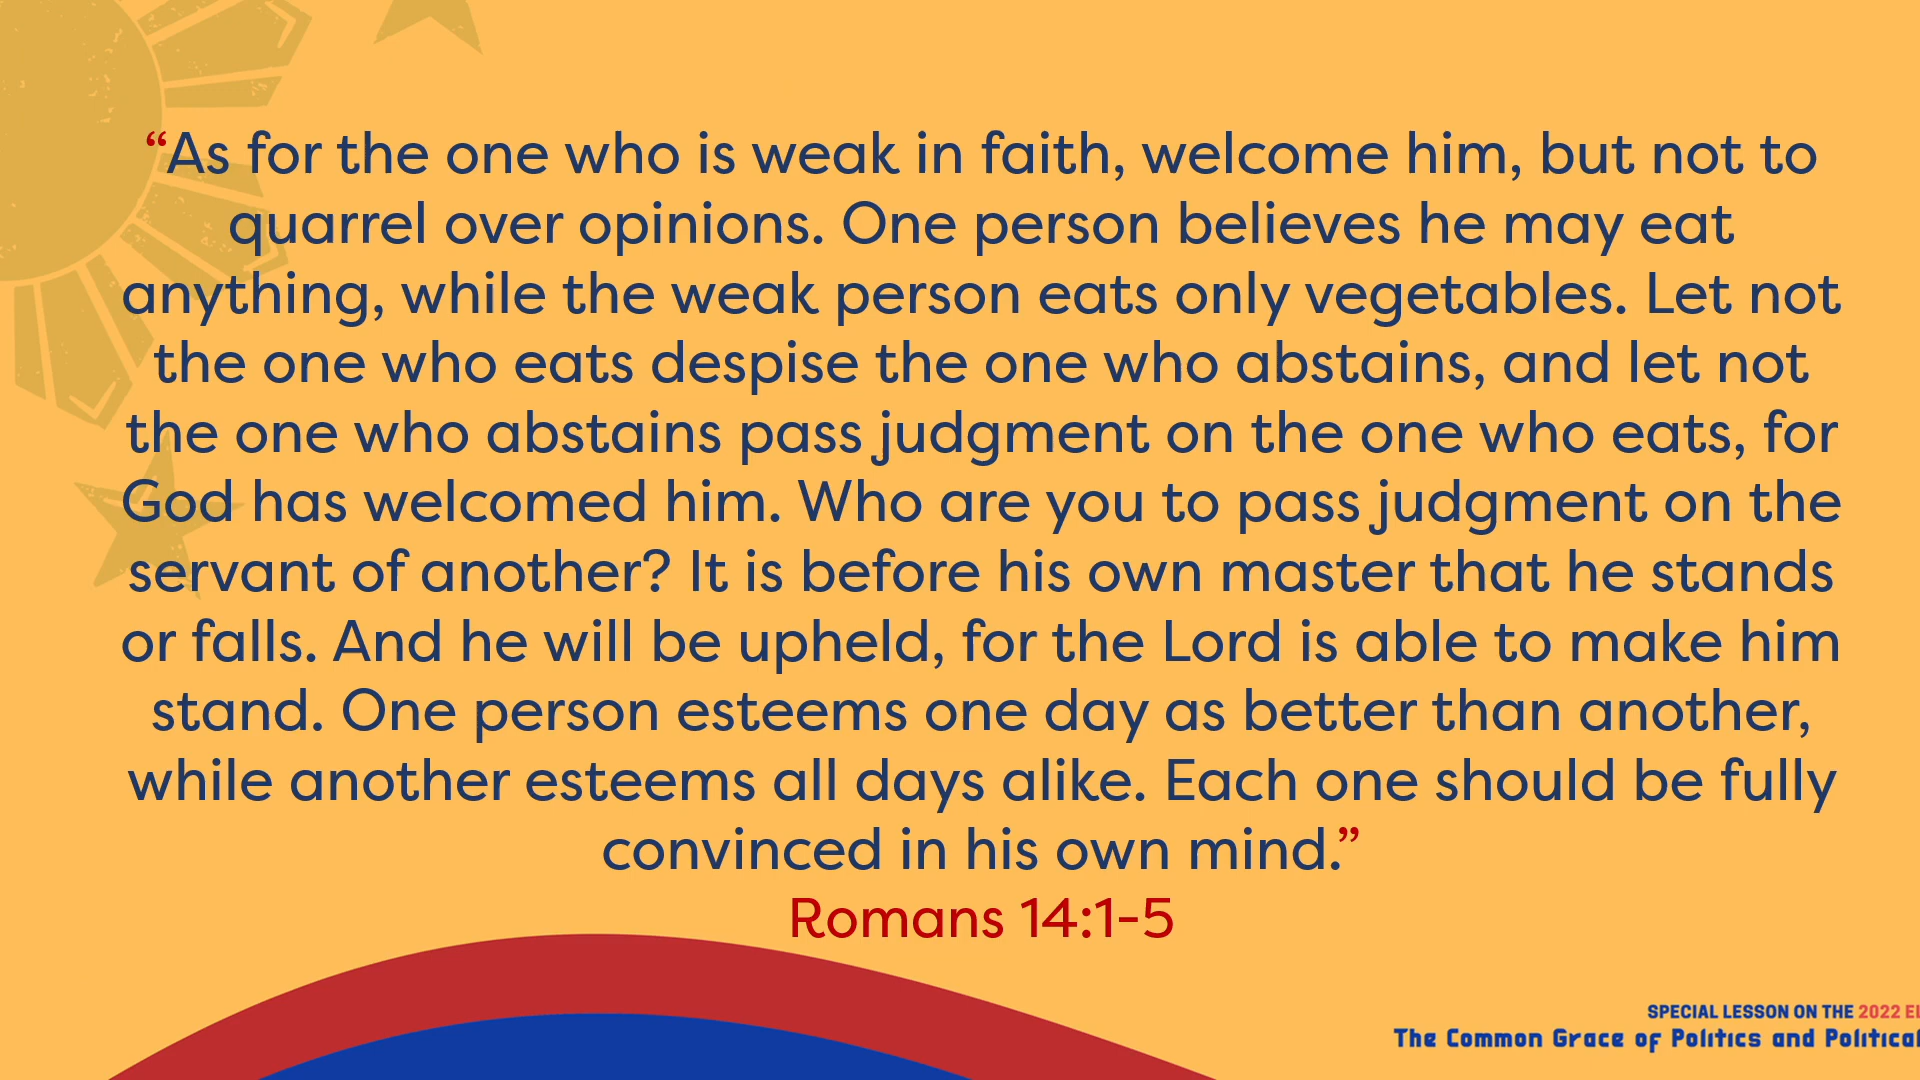 “As for the one who is weak in faith, welcome him, but not to
quarrel over opinions. One person believes he may eat
anything, while the weak person eats only vegetables. Let not
the one who eats despise the one who abstains, and let not
the one who abstains pass judgment on the one who eats, for
God has welcomed him. Who are you to pass judgment on the
servant of another? It is before his own master that he stands
or falls. And he will be upheld, for the Lord is able to make him
stand. One person esteems one day as better than another,
while another esteems all days alike. Each one should be fully
convinced in his own mind.”
Romans 14:1-5
SPECIAL LESSON ON THE 2022
The Common Grace of Politics and Political